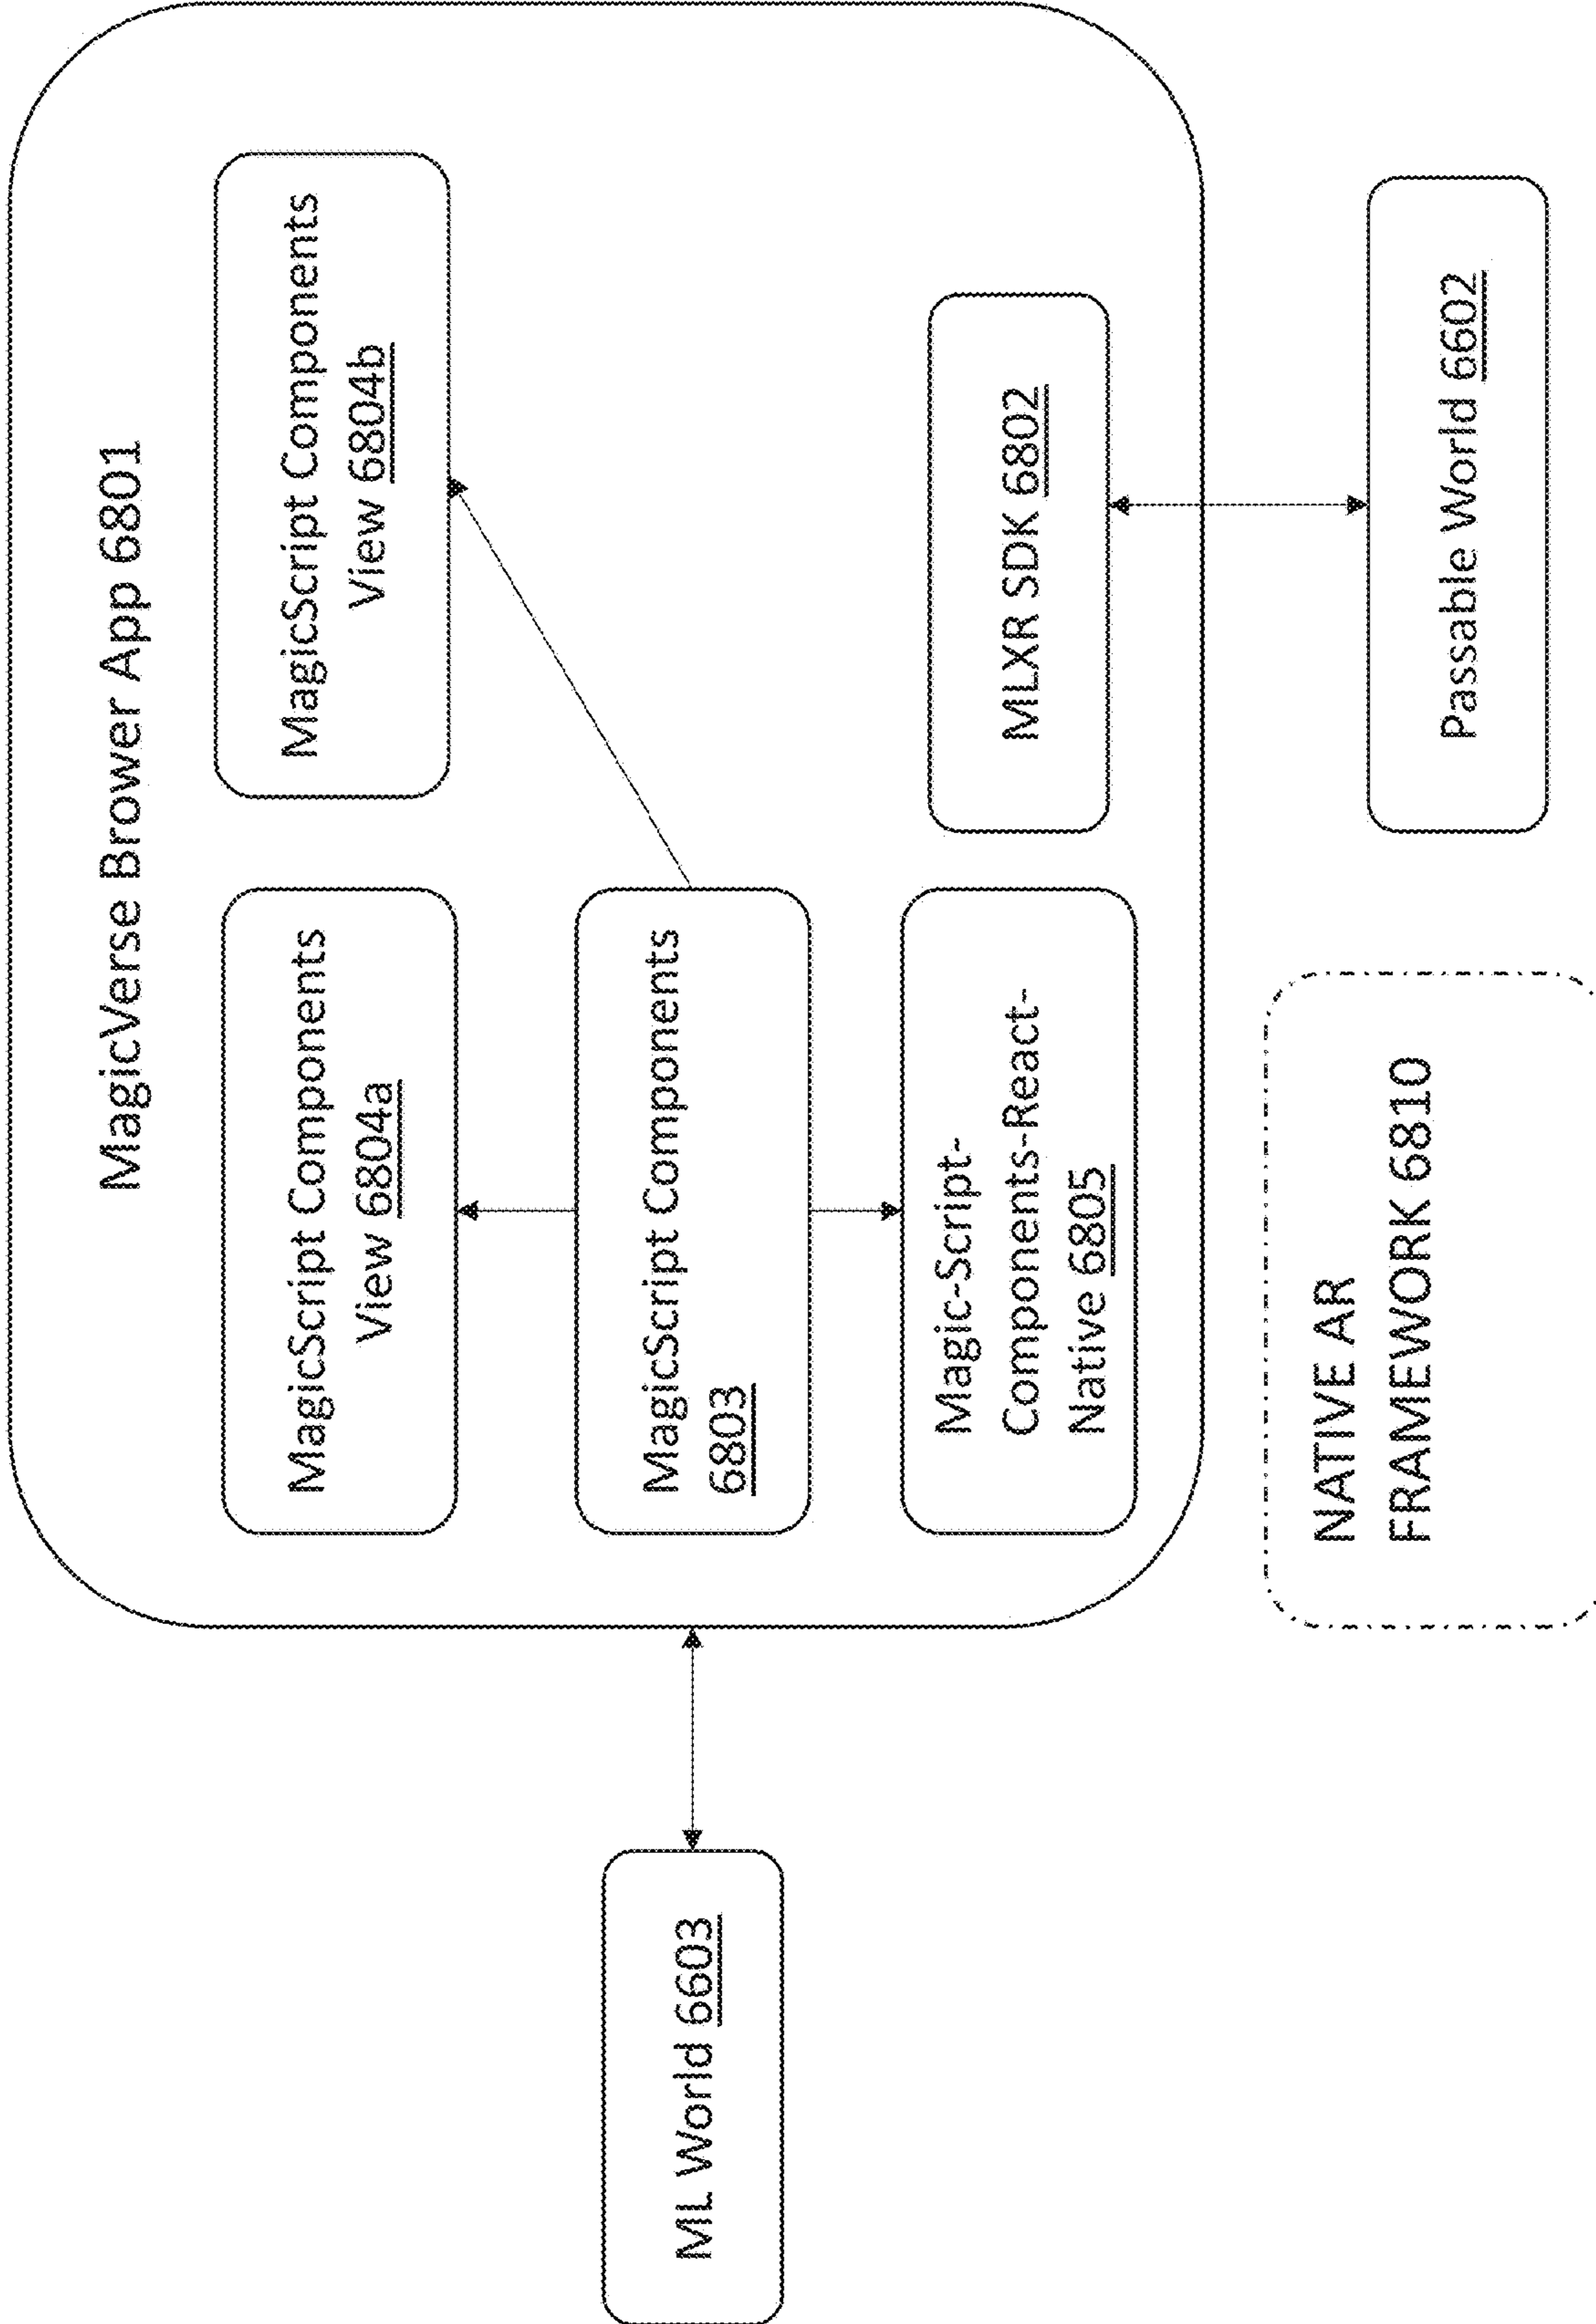 MagicVerse Brower App 6801
MagicScript Components
View 6804a
MagicScript Components
View 6804b
ML World 6603
MagicScript Components
6803
Magic-Script-
Components-React-
Native 6805
MLXR SDK 6802
NATIVE AR
FRAMEWORK 6810
Passable World 6602